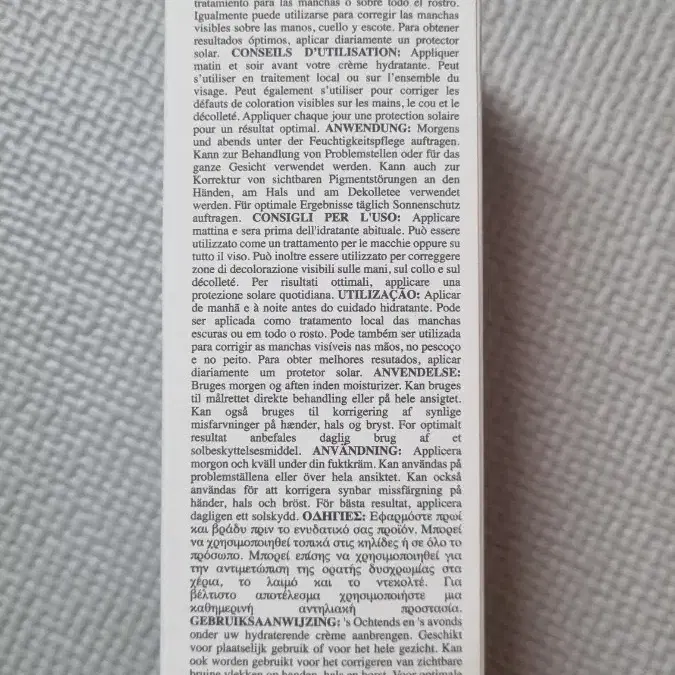 tratamiento para las manchas o sobre todo el rostro.
Igualmente puede utilizarse para corregir las manchas
visibles sobre las manos, cuello y escote. Para obtener
resultados óptimos, aplicar diariamente un protector
solar. CONSEILS D'UTILISATION: Appliquer
matin et soir avant votre crème hydratante. Peut
s'utiliser en traitement local ou sur l'ensemble du
visage. Peut également s'utiliser pour corriger les
défauts de coloration visibles sur les mains, le cou et le
décolleté. Appliquer chaque jour une protection solaire
pour un résultat optimal. ANWENDUNG: Morgens
und abends unter der Feuchtigkeitspflege auftragen.
Kann zur Behandlung von Problemstellen oder für das
ganze Gesicht verwendet werden. Kann auch zur
Korrektur von sichtbaren Pigmentstörungen an den
Händen, am Hals und am Dekolletee verwendet
werden. Für optimale Ergebnisse täglich Sonnenschutz
auftragen. CONSIGLI PER L'USO: Applicare
mattina e sera prima dell'idratante abituale. Può essere
utilizzato come un trattamento per le macchie oppure su
tutto il viso. Può inoltre essere utilizzato per correggere
zone di decolorazione visibili sulle mani, sul collo e sul
décolleté. Per risultati ottimali, applicare una
protezione solare quotidiana. UTILIZAÇÃO: Aplicar
de manhã e à noite antes do cuidado hidratante. Pode
ser aplicada como tratamento local das manchas
escuras ou em todo o rosto. Pode também ser utilizada
para corrigir as manchas visíveis nas mãos, no pescoço
e no peito. Para obter melhores resutados, aplicar
diariamente um protetor solar. ANVENDELSE:
Bruges morgen og aften inden moisturizer. Kan bruges
til målrettet direkte behandling eller på hele ansigtet.
Kan også bruges til korrigering af synlige
misfarvninger på hænder, hals og bryst. For optimalt
resultat anbefales daglig brug af et
solbeskyttelsesmiddel. ANVÄNDNING: Applicera
morgon och kväll under din fuktkräm. Kan användas på
problemställena eller över hela ansiktet. Kan också
användas för att korrigera synbar missfärgning på
händer, hals och bröst. För bästa resultat, applicera
dagligen ett solskydd. ΟΔΗΓΙΕΣ: Εφαρμόστε πρωί
και βράδυ πριν το ενυδατικό σας προϊόν. Μπορεί
να χρησιμοποιηθεί τοπικά στις κηλίδες ή σε όλο το
πρόσωπο. Μπορεί επίσης να χρησιμοποιηθεί για
την αντιμετώπιση της ορατής δυσχρωμίας στα
χέρια, το λαιμό και το ντεκολτέ. Για
βέλτιστο αποτέλεσμα χρησιμοποιήστε μια
καθημερινή αντηλιακή προστασία.
GEBRUIKSAANWIJZING: 's Ochtends en 's avonds
onder uw hydraterende crème aanbrengen. Geschikt
voor plaatselijk gebruik of voor het hele gezicht. Kan
ook worden gebruikt voor het corrigeren van zichtbare
bruine vlekken op handen, hals en borst. Voor optimale